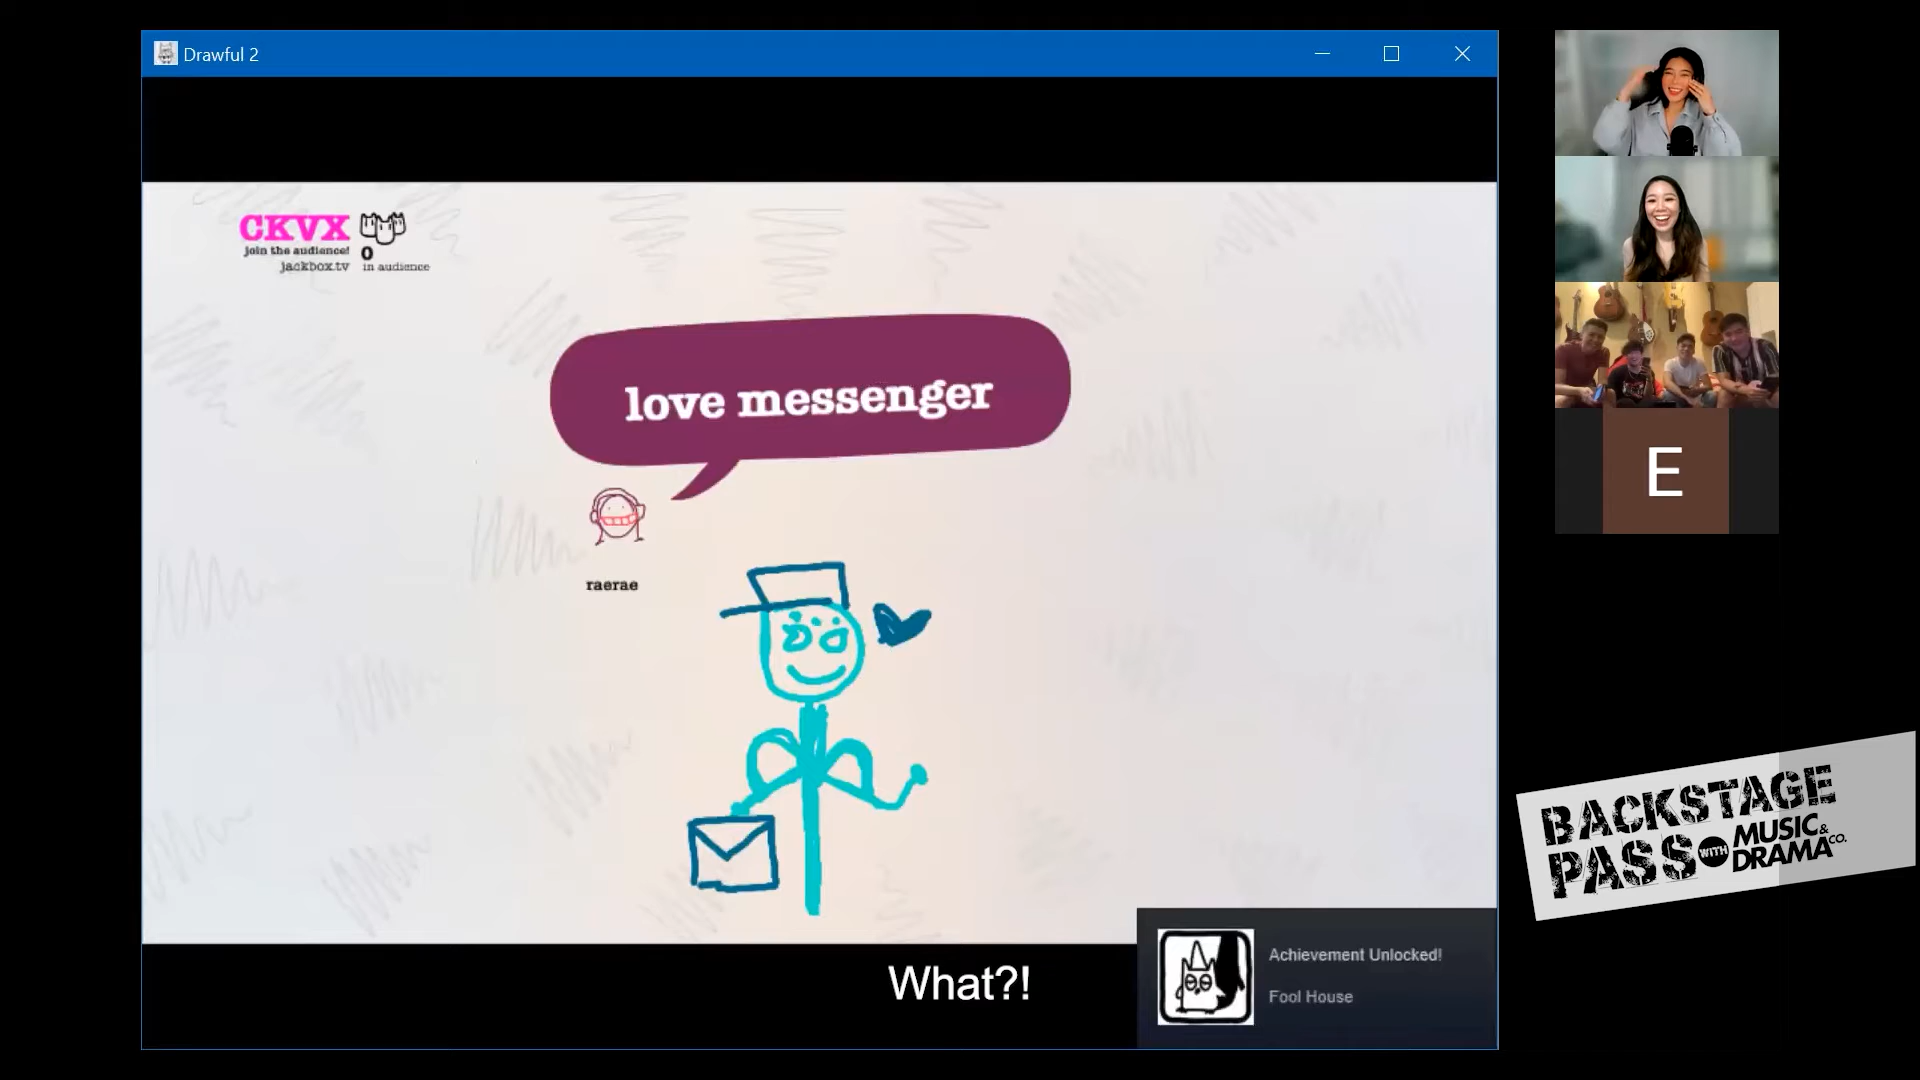 Drawful 2
CKVX
join the audience!
jackbox.tv
0
in audience
love messenger
raerae
E
BACKSTAGE
PASS WITH MUSIC & DRAMA CO.
Achievement Unlocked!
Fool House
What?!